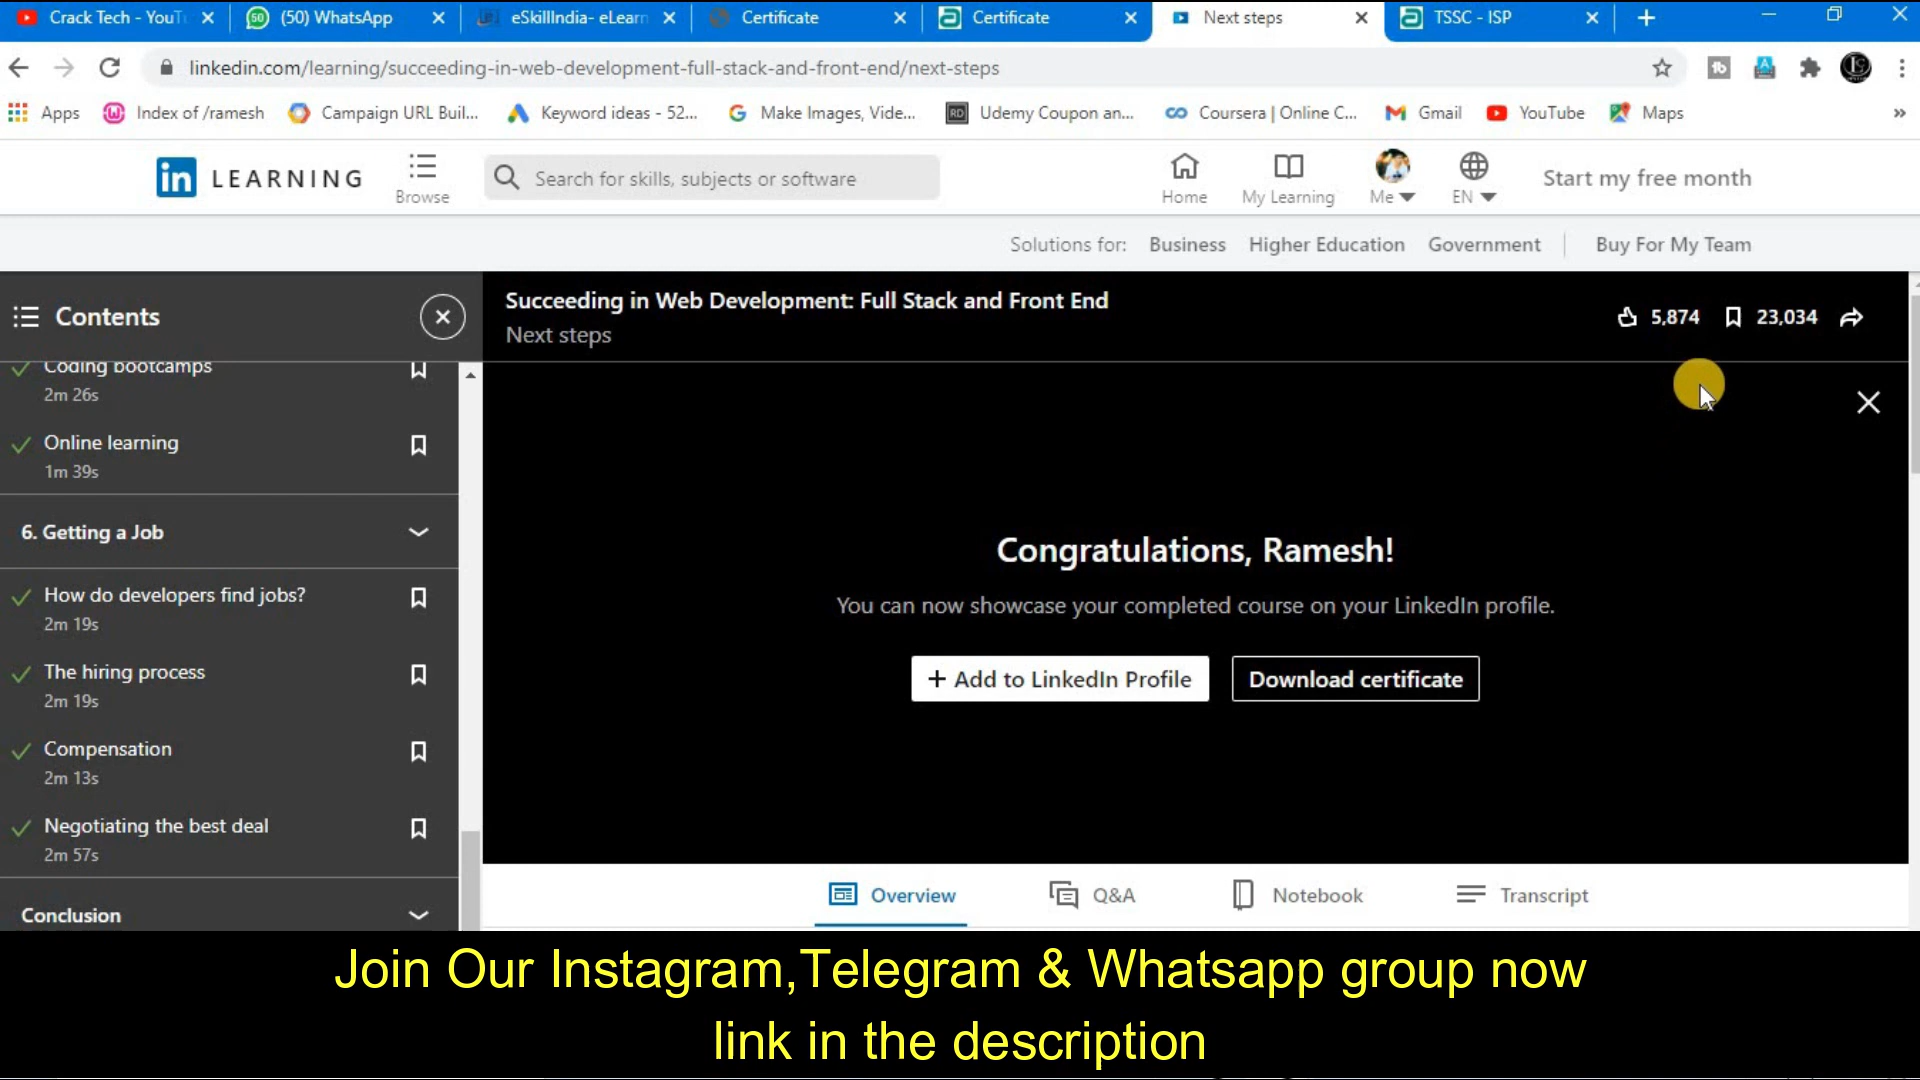 Crack Tech - YouT
50 (50) WhatsApp
eSkillIndia- eLearn
Certificate
Certificate
Next steps
TSSC - ISP
linkedin.com/learning/succeeding-in-web-development-full-stack-and-front-end/next-steps
Apps
Index of /ramesh
Campaign URL Buil...
Keyword ideas - 52...
Make Images, Vide...
RD Udemy Coupon an...
Coursera | Online C...
Gmail
YouTube
Maps
in LEARNING
Browse
Search for skills, subjects or software
Home
My Learning
Me
EN
Start my free month
Solutions for: Business Higher Education Government Buy For My Team
Contents
Coding bootcamps
2m 26s
Online learning
1m 39s
6. Getting a Job
How do developers find jobs?
2m 19s
The hiring process
2m 19s
Compensation
2m 13s
Negotiating the best deal
2m 57s
Conclusion
Succeeding in Web Development: Full Stack and Front End
Next steps
5,874 23,034
Congratulations, Ramesh!
You can now showcase your completed course on your LinkedIn profile.
+ Add to LinkedIn Profile
Download certificate
Overview
Q&A
Notebook
Transcript
Join Our Instagram,Telegram & Whatsapp group now
link in the description